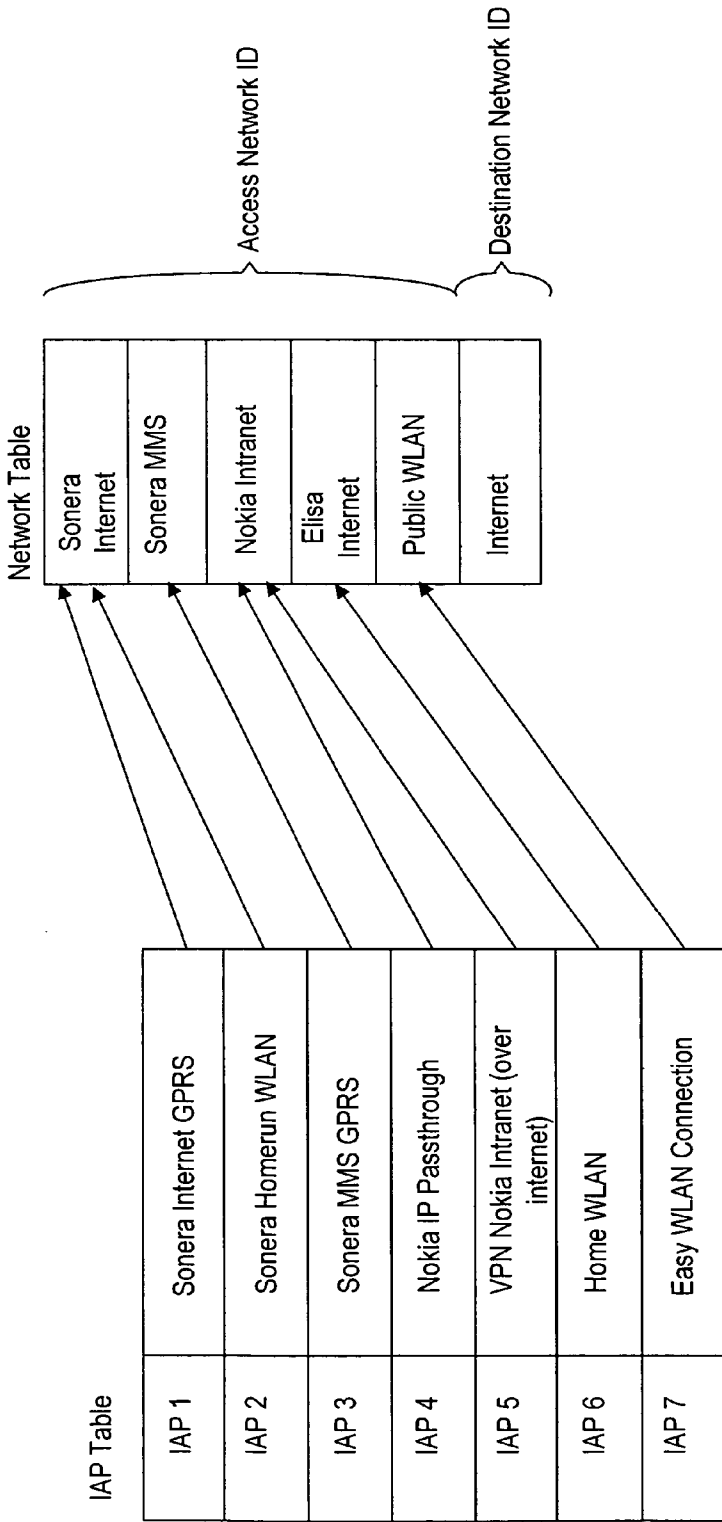 IAP Table
IAP 1
Sonera Internet GPRS
IAP 2
Sonera Homerun WLAN
IAP 3
Sonera MMS GPRS
IAP 4
Nokia IP Passthrough
IAP 5
VPN Nokia Intranet (over
internet)
IAP 6
Home WLAN
IAP 7
Easy WLAN Connection
Network Table
Sonera
Internet
Sonera MMS
Nokia Intranet
Elisa
Internet
Public WLAN
Internet
Access Network ID
Destination Network ID